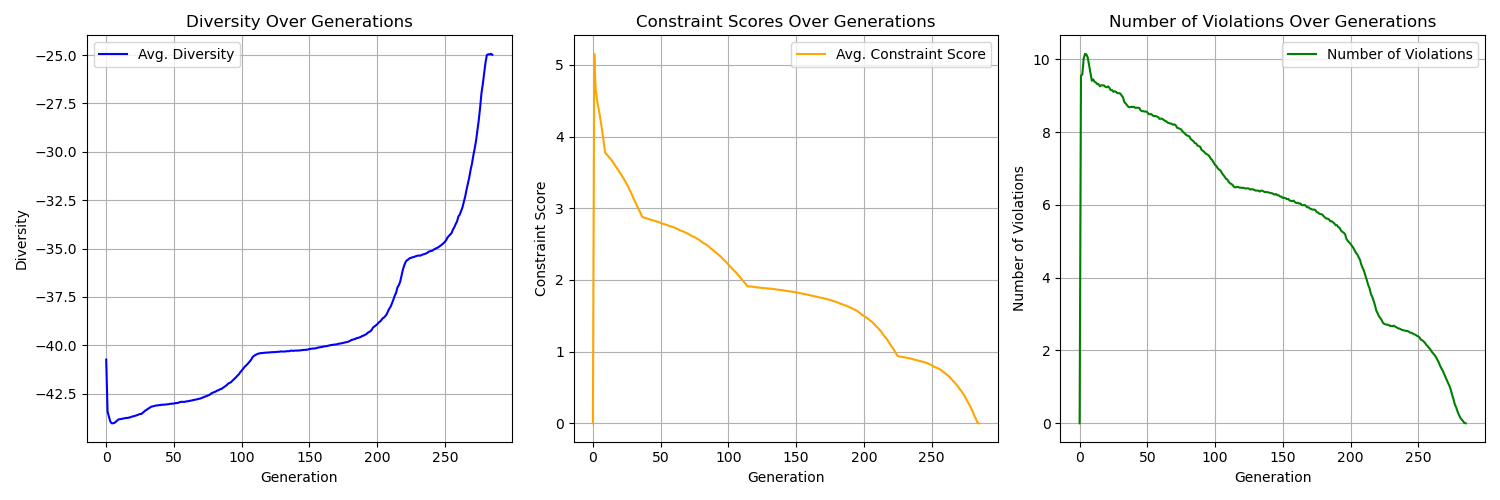 Diversity Over Generations
Avg. Diversity
Diversity
−25.0
−27.5
−30.0
−32.5
−35.0
−37.5
−40.0
−42.5
0 50 100 150 200 250
Generation
Constraint Scores Over Generations
Avg. Constraint Score
Constraint Score
5
4
3
2
1
0
0 50 100 150 200 250
Generation
Number of Violations Over Generations
Number of Violations
Number of Violations
10
8
6
4
2
0
0 50 100 150 200 250
Generation